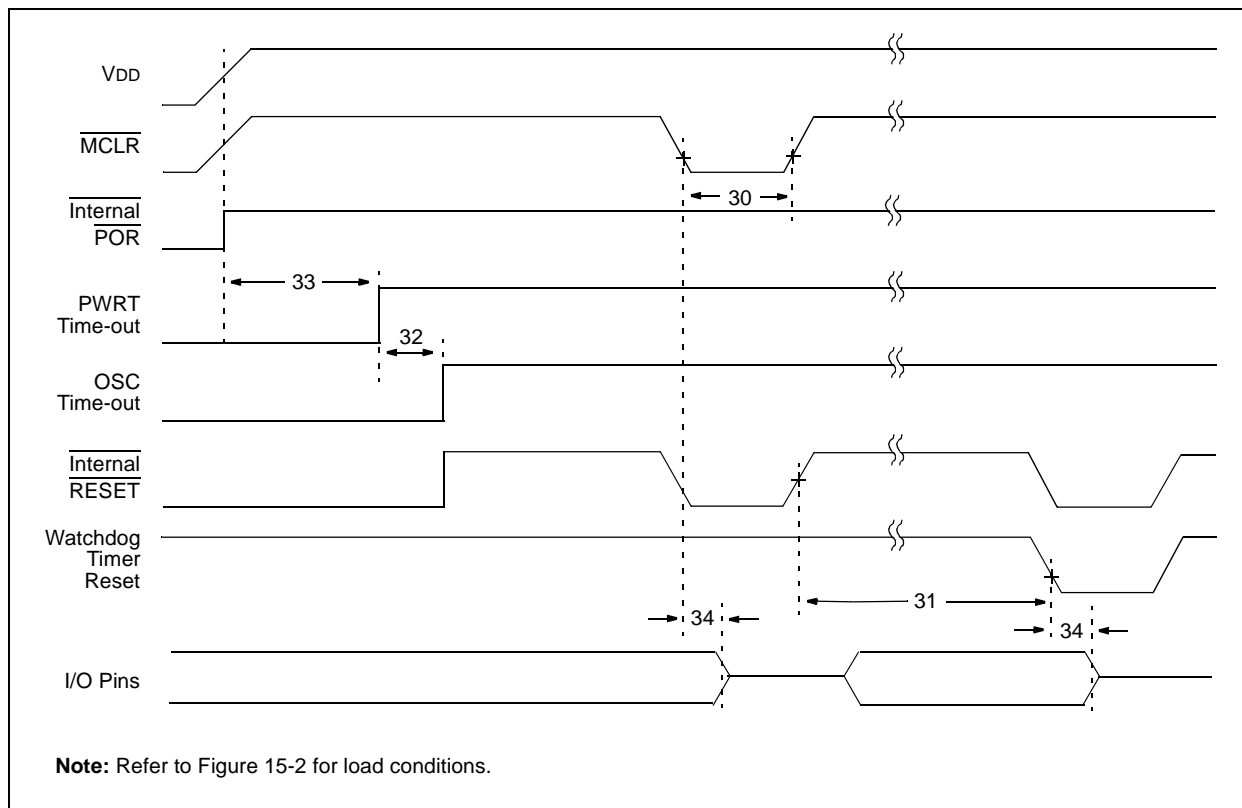 VDD
MCLR
30
Internal
POR
33
PWRT
Time-out
32
OSC
Time-out
Internal
RESET
Watchdog
Timer
Reset
31
34
34
I/O Pins
Note: Refer to Figure 15-2 for load conditions.